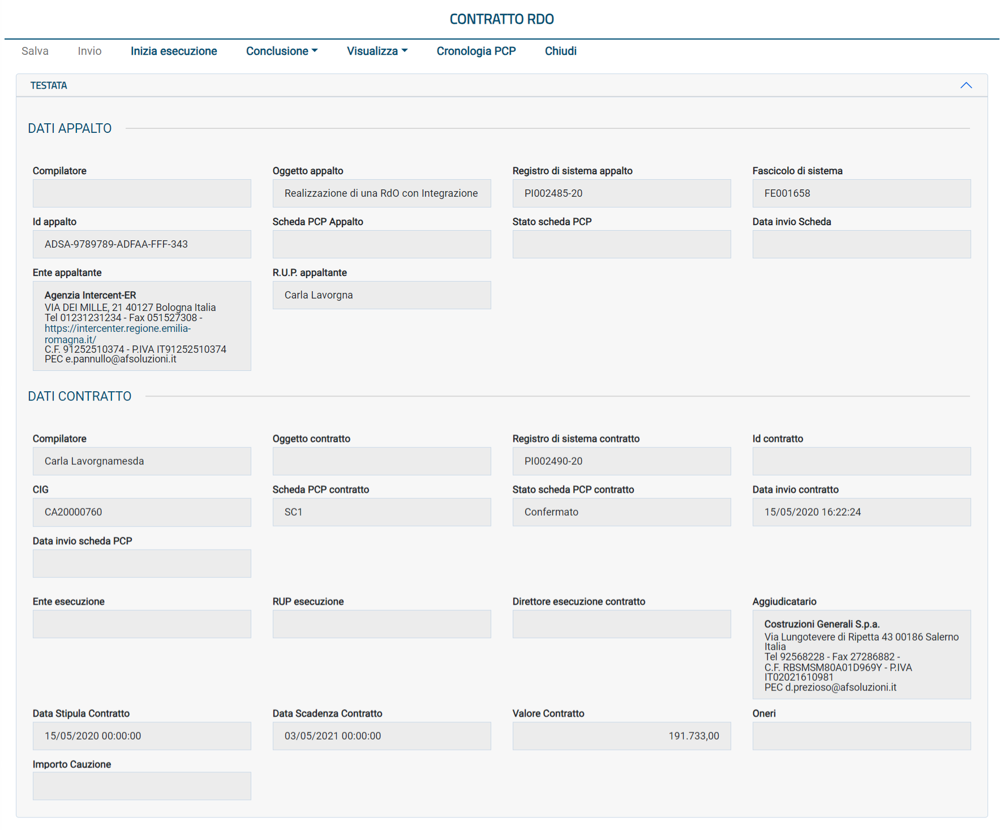 CONTRATTO RDO
Salva Invio Inizia esecuzione Conclusione Visualizza Cronologia PCP Chiudi
TESTATA
DATI APPALTO
Compilatore Oggetto appalto Registro di sistema appalto Fascicolo di sistema
Realizzazione di una RdO con Integrazione PI002485-20 FE001658
Id appalto Scheda PCP Appalto Stato scheda PCP Data invio Scheda
ADSA-9789789-ADFAA-FFF-343
Ente appaltante R.U.P. appaltante
Agenzia Intercent-ER Carla Lavorgna
VIA DEI MILLE, 21 40127 Bologna Italia
Tel 01231231234 - Fax 051527308 -
https://intercenter.regione.emilia-
romagna.it/
C.F. 91252510374 - P.IVA IT91252510374
PEC e.pannullo@afsoluzioni.it
DATI CONTRATTO
Compilatore Oggetto contratto Registro di sistema contratto Id contratto
Carla Lavorgnamesda PI002490-20
CIG Scheda PCP contratto Stato scheda PCP contratto Data invio contratto
CA20000760 SC1 Confermato 15/05/2020 16:22:24
Data invio scheda PCP
Ente esecuzione RUP esecuzione Direttore esecuzione contratto Aggiudicatario
Costruzioni Generali S.p.a.
Via Lungotevere di Ripetta 43 00186 Salerno
Italia
Tel 92568228 - Fax 27286882 -
C.F. RBSMSM80A01D969Y - P.IVA
IT02021610981
PEC d.prezioso@afsoluzioni.it
Data Stipula Contratto Data Scadenza Contratto Valore Contratto Oneri
15/05/2020 00:00:00 03/05/2021 00:00:00 191.733,00
Importo Cauzione